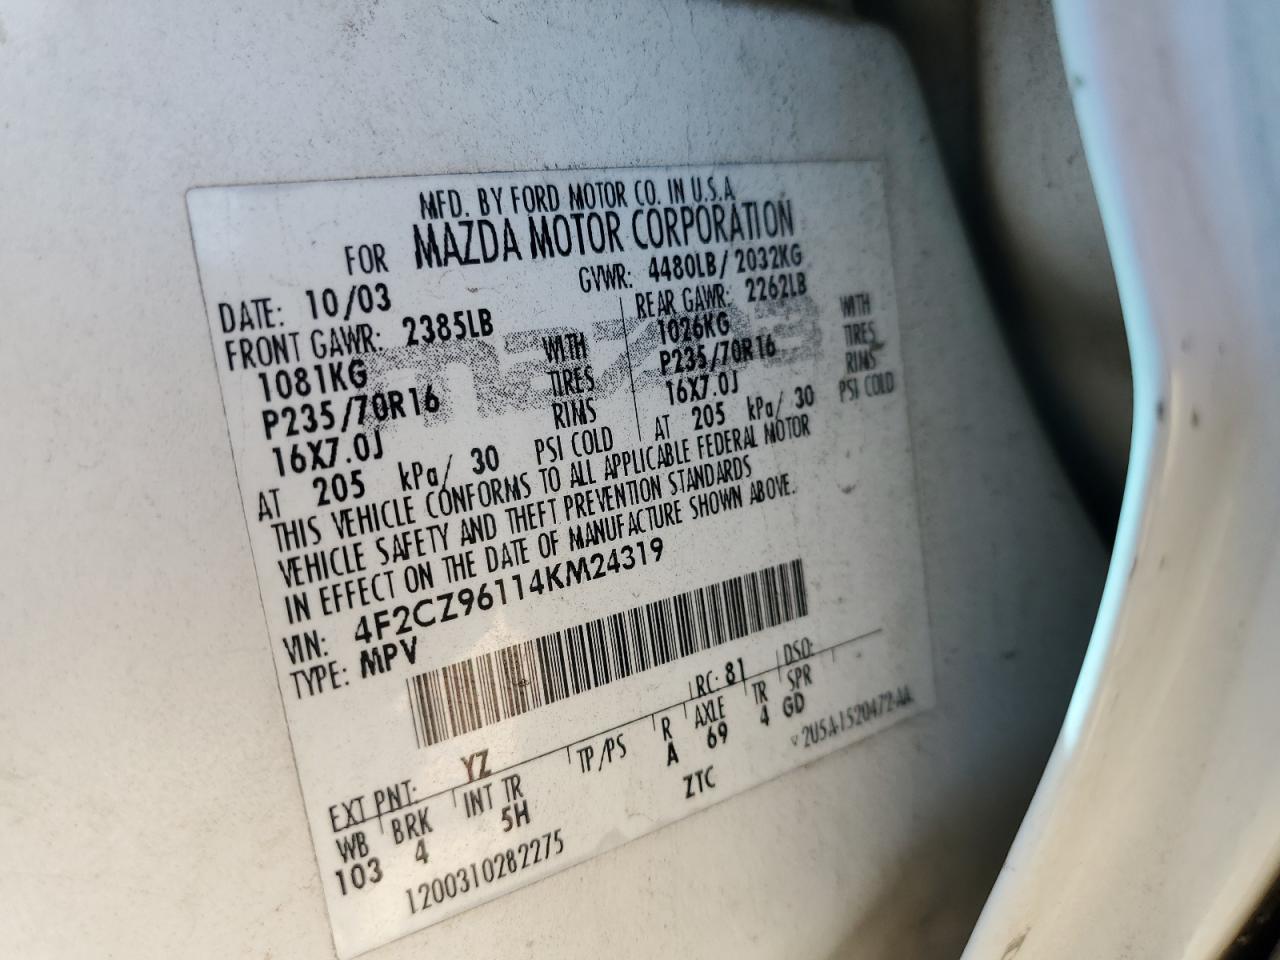 MFD. BY FORD MOTOR CO. IN U.S.A.
FOR MAZDA MOTOR CORPORATION
DATE: 10/03 GVWR: 4480LB/2032KG
FRONT GAWR: 2385LB REAR GAWR: 2262LB
1081KG WITH 1026KG WITH
P235/70R16 TIRES P235/70R16 TIRES
16X7.0J RIMS 16X7.0J RIMS
AT 205 kPa/ 30 PSI COLD AT 205 kPa/ 30 PSI COLD
THIS VEHICLE CONFORMS TO ALL APPLICABLE FEDERAL MOTOR
VEHICLE SAFETY AND THEFT PREVENTION STANDARDS
IN EFFECT ON THE DATE OF MANUFACTURE SHOWN ABOVE.
VIN: 4F2CZ96114KM24319
TYPE: MPV
EXT PNT: YZ RC: 81 DSO:
WB BRK INT TR TP/PS R AXLE TR SPR
103 4 5H A 69 4 GD
1200310282275 ZTC 2U5A-1520472-AA